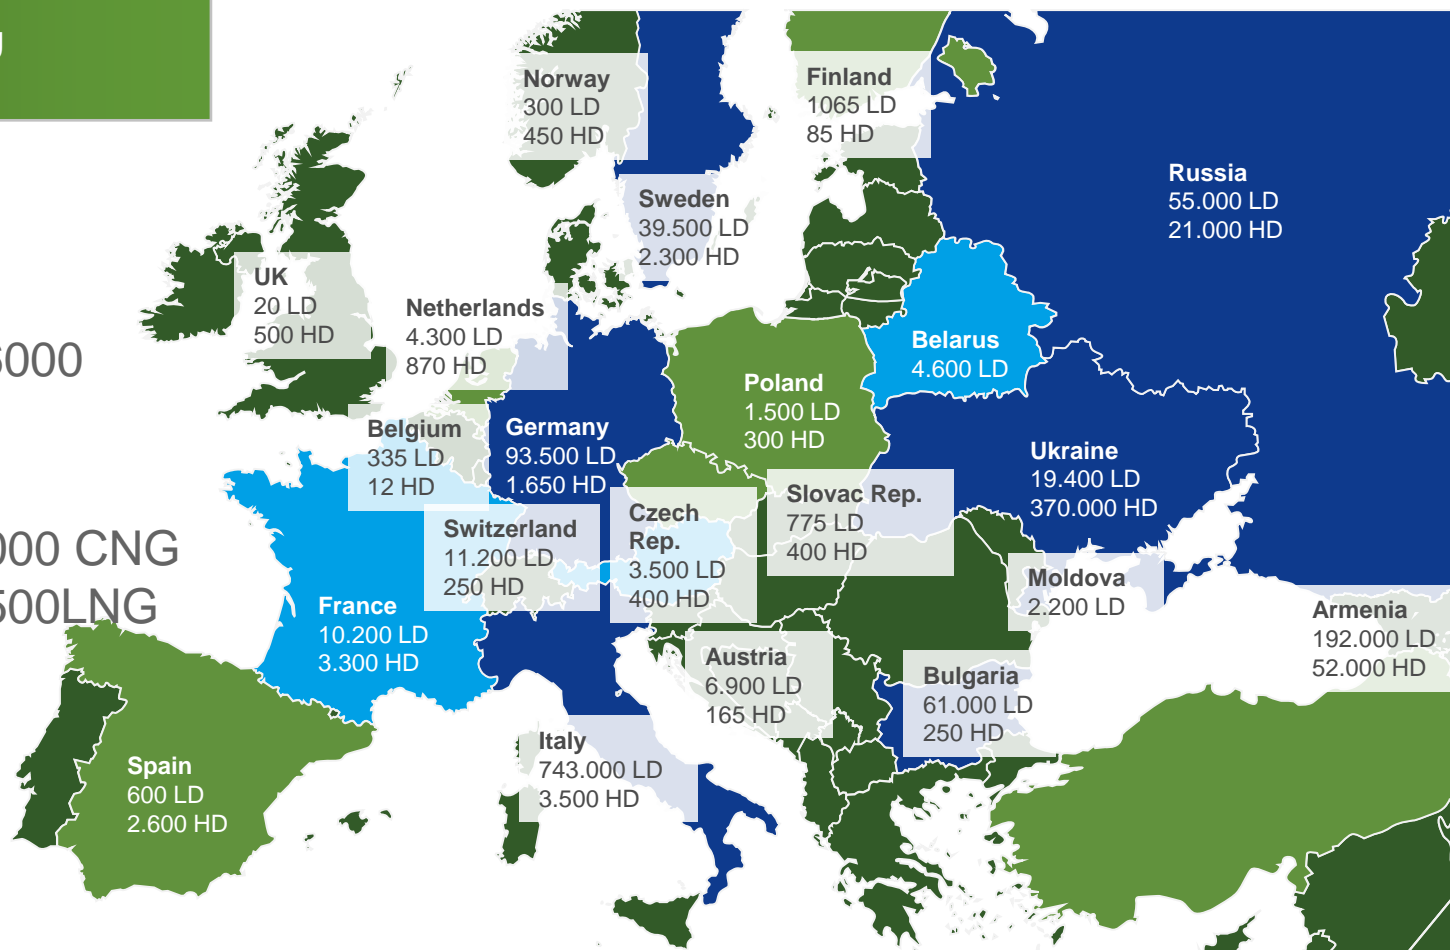 Norway
300 LD
450 HD
Finland
1065 LD
85 HD
Russia
55.000 LD
21.000 HD
Sweden
39.500 LD
2.300 HD
UK
20 LD
500 HD
Netherlands
4.300 LD
870 HD
6000
Belarus
4.600 LD
Poland
1.500 LD
300 HD
Belgium
335 LD
12 HD
Germany
93.500 LD
1.650 HD
Ukraine
19.400 LD
370.000 HD
Slovac Rep.
775 LD
400 HD
Czech
Rep.
3.500 LD
400 HD
Switzerland
11.200 LD
250 HD
000 CNG
500LNG
France
10.200 LD
3.300 HD
Moldova
2.200 LD
Armenia
192.000 LD
52.000 HD
Austria
6.900 LD
165 HD
Bulgaria
61.000 LD
250 HD
Italy
743.000 LD
3.500 HD
Spain
600 LD
2.600 HD